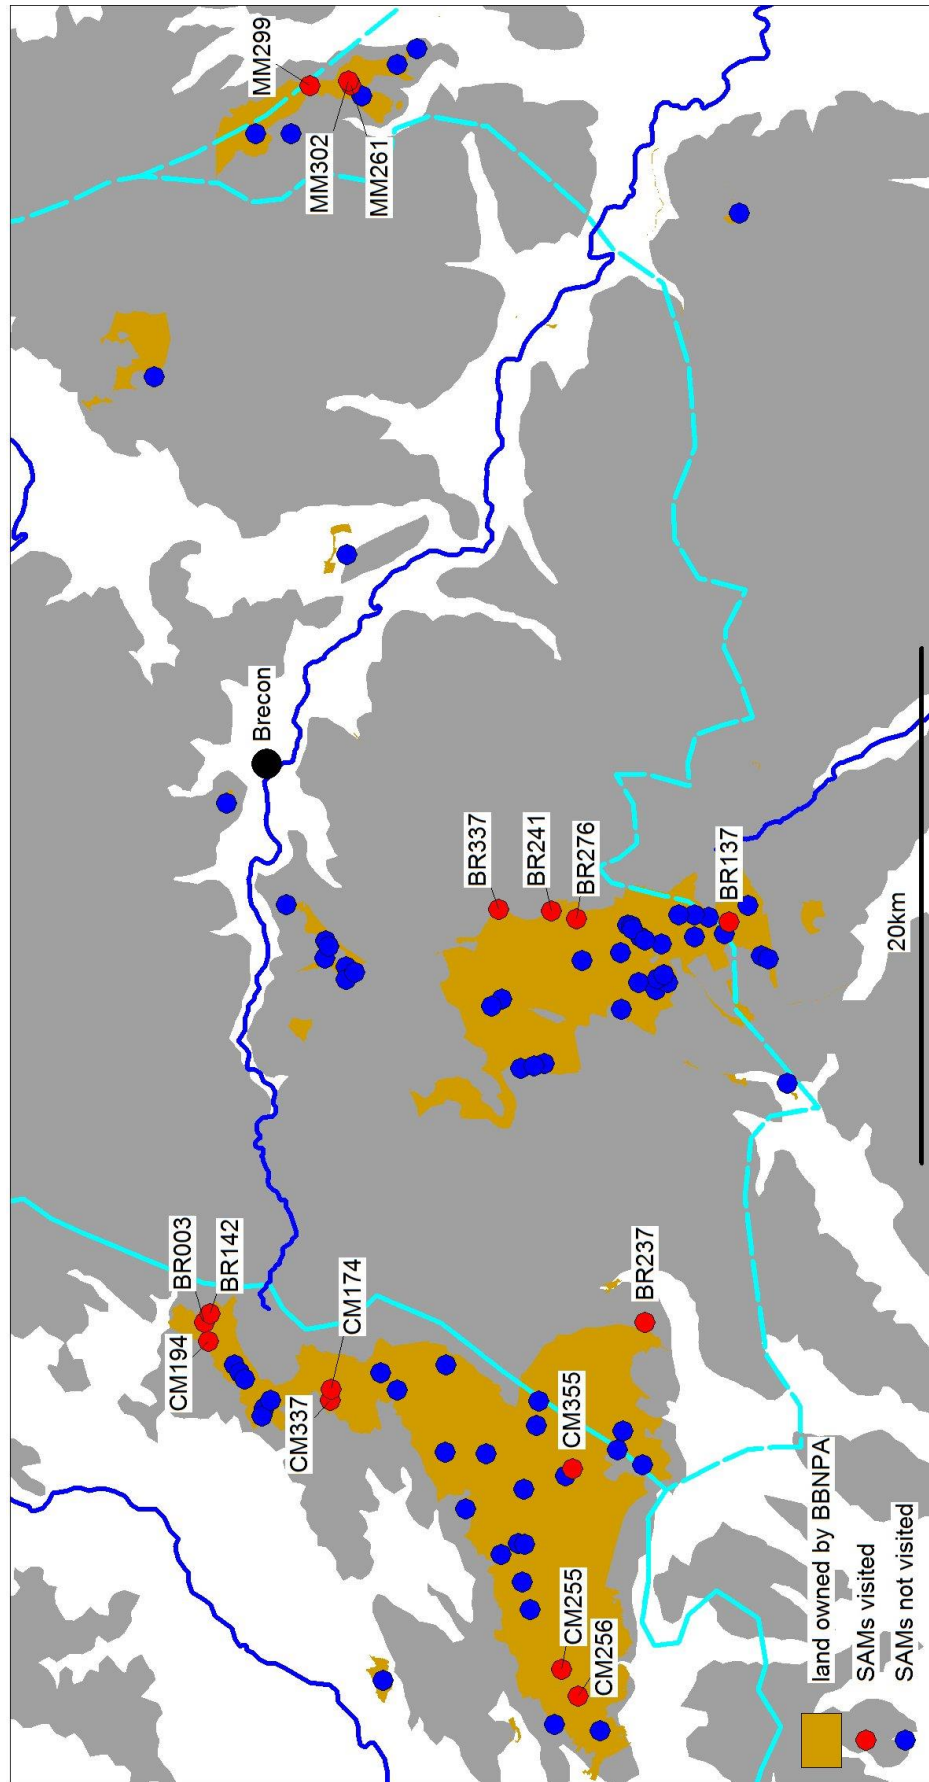 MM299
MM302
MM261
Brecon
BR337
BR241
BR276
BR137
20km
BR003
BR142
CM194
CM174
CM337
BR237
CM355
CM255
CM256
land owned by BBNPA
SAMs visited
SAMs not visited